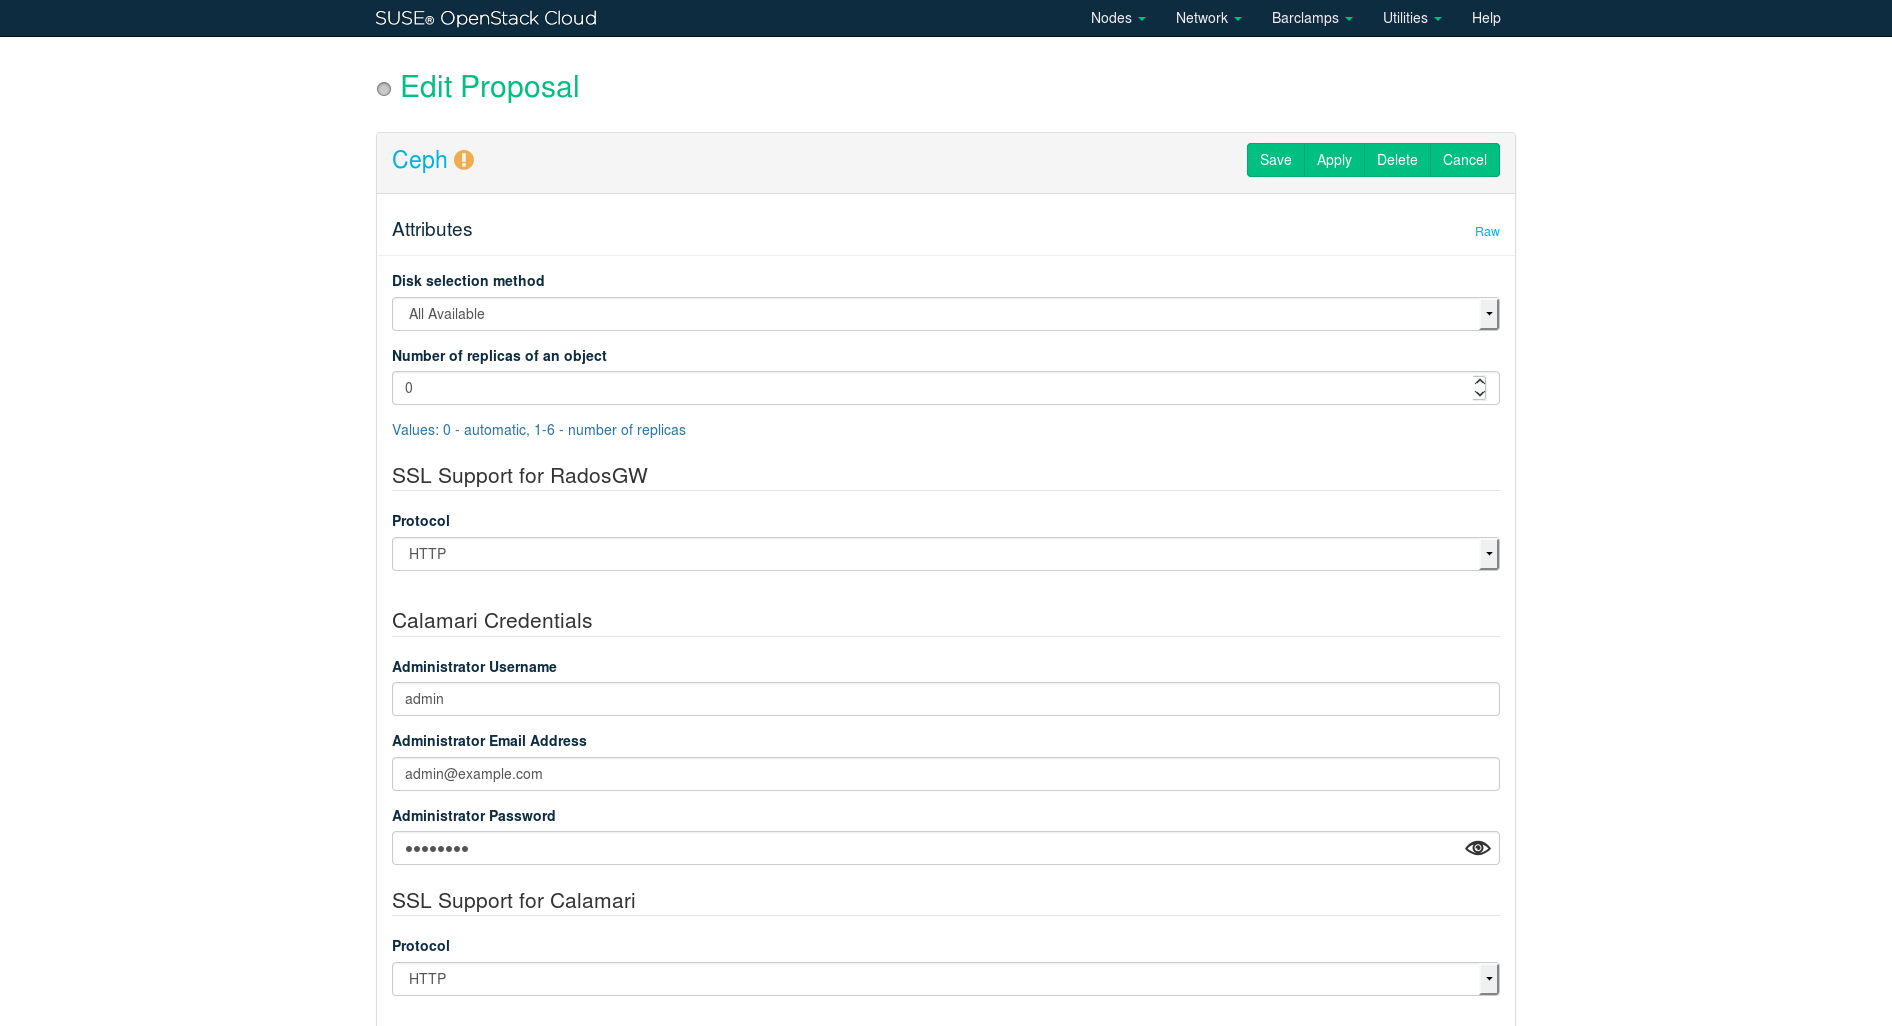 SUSE® OpenStack Cloud Nodes Network Barclamps Utilities Help
Edit Proposal
Ceph Save Apply Delete Cancel
Attributes Raw
Disk selection method
All Available
Number of replicas of an object
0
Values: 0 - automatic, 1-6 - number of replicas
SSL Support for RadosGW
Protocol
HTTP
Calamari Credentials
Administrator Username
admin
Administrator Email Address
admin@example.com
Administrator Password
••••••••
SSL Support for Calamari
Protocol
HTTP